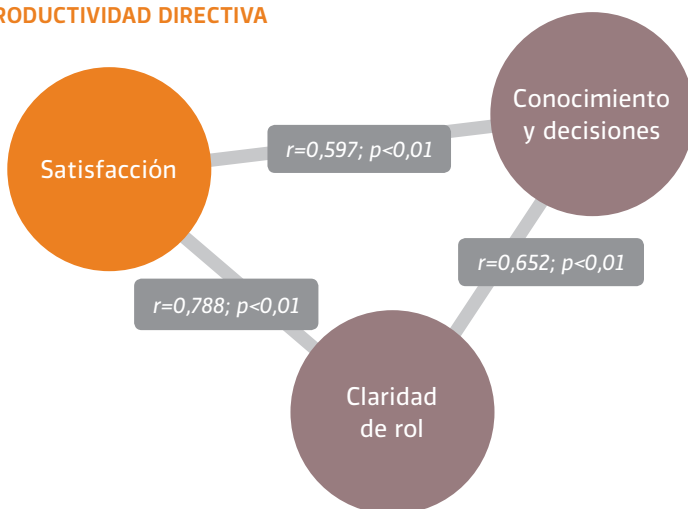 RODUCTIVIDAD DIRECTIVA
Conocimiento
y decisiones
r=0,597; p<0,01
Satisfacción
r=0,652; p<0,01
r=0,788; p<0,01
Claridad
de rol